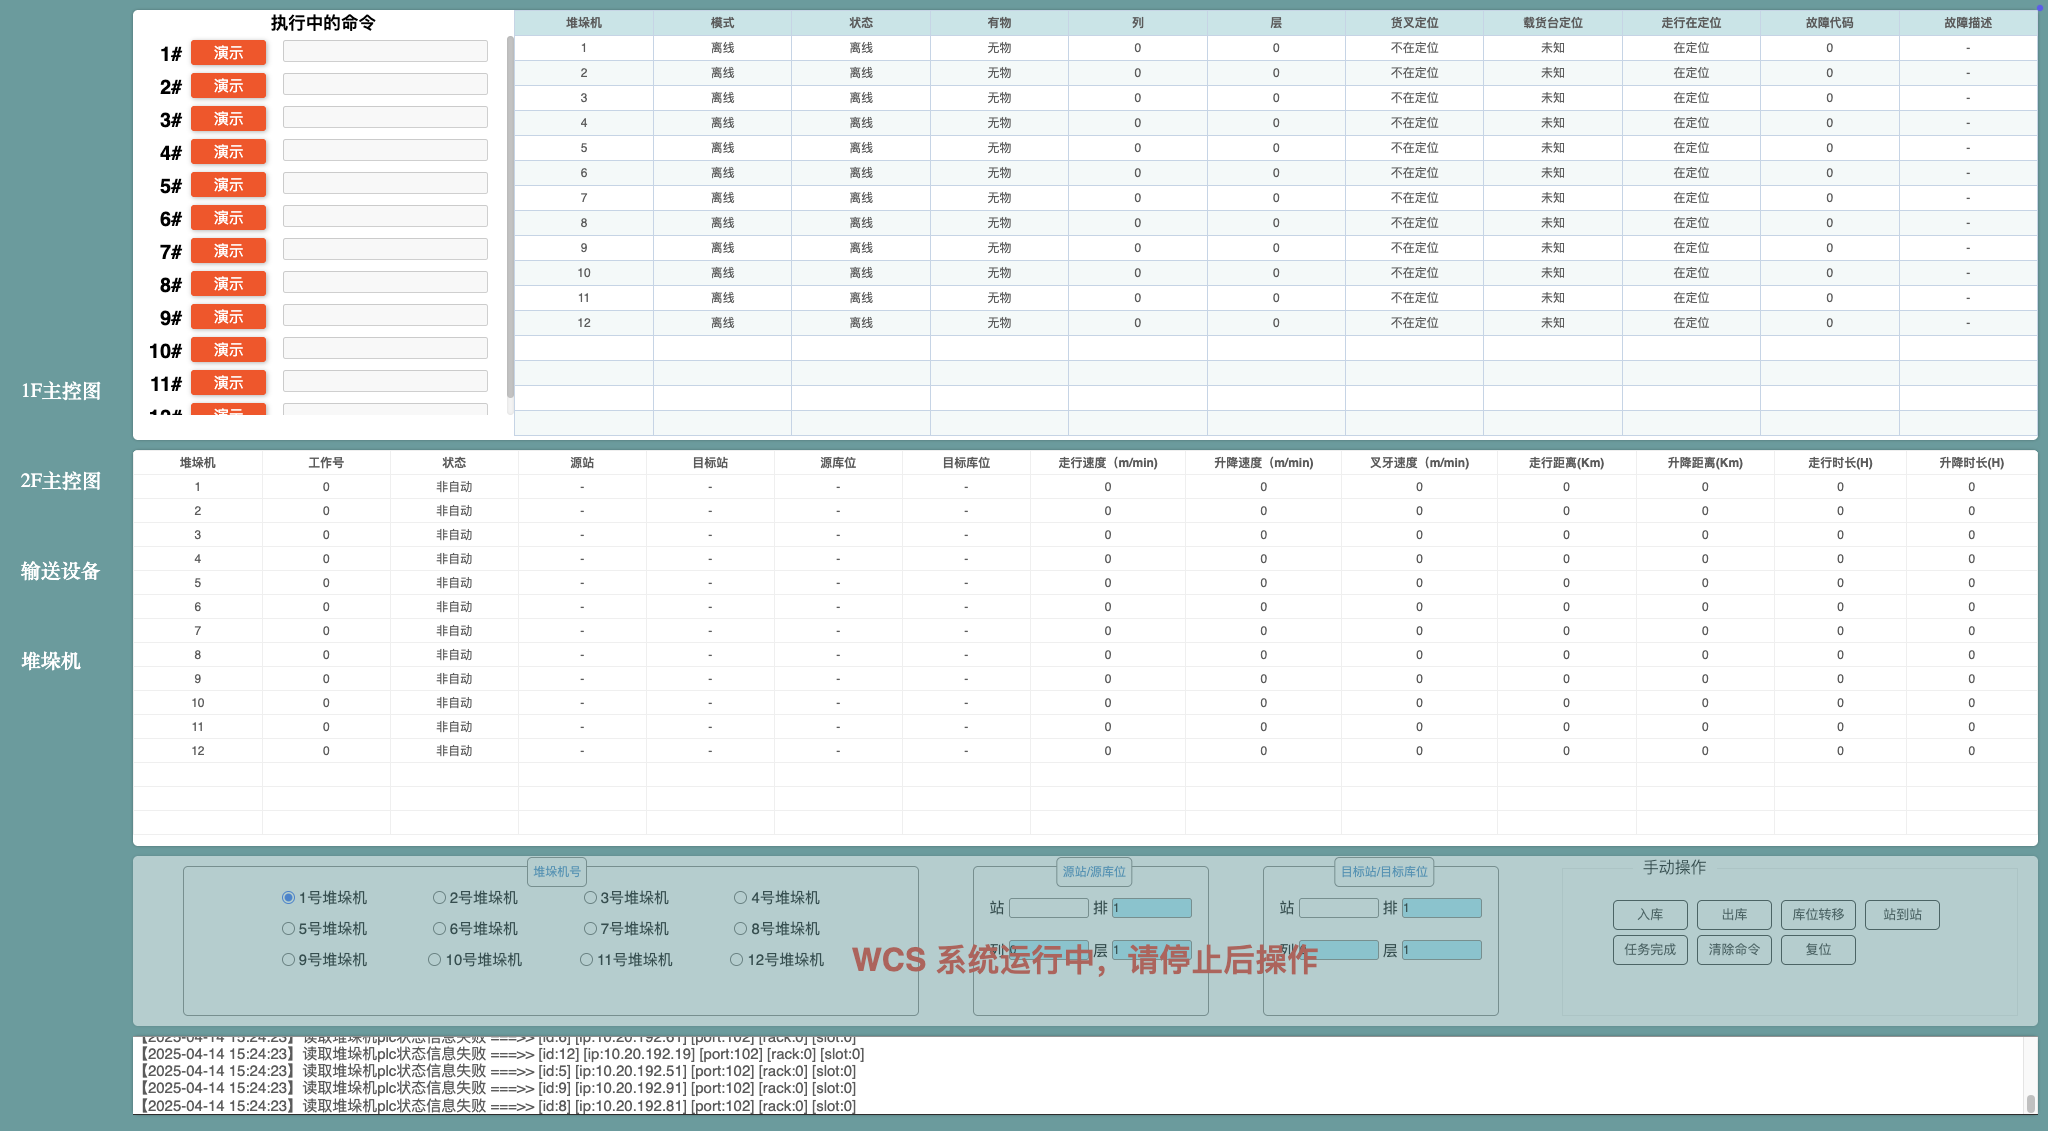 执行中的命令
1# 演示
2# 演示
3# 演示
4# 演示
5# 演示
6# 演示
7# 演示
8# 演示
9# 演示
10# 演示
11# 演示
12# 演示
堆垛机 模式 状态 有物 列 层 货叉定位 载货台定位 走行在定位 故障代码 故障描述
1 离线 离线 无物 0 0 不在定位 未知 在定位 0 -
2 离线 离线 无物 0 0 不在定位 未知 在定位 0 -
3 离线 离线 无物 0 0 不在定位 未知 在定位 0 -
4 离线 离线 无物 0 0 不在定位 未知 在定位 0 -
5 离线 离线 无物 0 0 不在定位 未知 在定位 0 -
6 离线 离线 无物 0 0 不在定位 未知 在定位 0 -
7 离线 离线 无物 0 0 不在定位 未知 在定位 0 -
8 离线 离线 无物 0 0 不在定位 未知 在定位 0 -
9 离线 离线 无物 0 0 不在定位 未知 在定位 0 -
10 离线 离线 无物 0 0 不在定位 未知 在定位 0 -
11 离线 离线 无物 0 0 不在定位 未知 在定位 0 -
12 离线 离线 无物 0 0 不在定位 未知 在定位 0 -
1F主控图
2F主控图
输送设备
堆垛机
堆垛机 工作号 状态 源站 目标站 源库位 目标库位 走行速度（m/min) 升降速度（m/min) 叉牙速度（m/min) 走行距离(Km) 升降距离(Km) 走行时长(H) 升降时长(H)
1 0 非自动 - - - - 0 0 0 0 0 0 0
2 0 非自动 - - - - 0 0 0 0 0 0 0
3 0 非自动 - - - - 0 0 0 0 0 0 0
4 0 非自动 - - - - 0 0 0 0 0 0 0
5 0 非自动 - - - - 0 0 0 0 0 0 0
6 0 非自动 - - - - 0 0 0 0 0 0 0
7 0 非自动 - - - - 0 0 0 0 0 0 0
8 0 非自动 - - - - 0 0 0 0 0 0 0
9 0 非自动 - - - - 0 0 0 0 0 0 0
10 0 非自动 - - - - 0 0 0 0 0 0 0
11 0 非自动 - - - - 0 0 0 0 0 0 0
12 0 非自动 - - - - 0 0 0 0 0 0 0
堆垛机号
1号堆垛机 2号堆垛机 3号堆垛机 4号堆垛机
5号堆垛机 6号堆垛机 7号堆垛机 8号堆垛机
9号堆垛机 10号堆垛机 11号堆垛机 12号堆垛机
源站/源库位
站 排 1
列 层 1
目标站/目标库位
站 排 1
列 层 1
WCS 系统运行中，请停止后操作
手动操作
入库 出库 库位转移 站到站
任务完成 清除命令 复位
【2025-04-14 15:24:23】读取堆垛机plc状态信息失败 ===>> [id:6] [ip:10.20.192.61] [port:102] [rack:0] [slot:0]
【2025-04-14 15:24:23】读取堆垛机plc状态信息失败 ===>> [id:12] [ip:10.20.192.19] [port:102] [rack:0] [slot:0]
【2025-04-14 15:24:23】读取堆垛机plc状态信息失败 ===>> [id:5] [ip:10.20.192.51] [port:102] [rack:0] [slot:0]
【2025-04-14 15:24:23】读取堆垛机plc状态信息失败 ===>> [id:9] [ip:10.20.192.91] [port:102] [rack:0] [slot:0]
【2025-04-14 15:24:23】读取堆垛机plc状态信息失败 ===>> [id:8] [ip:10.20.192.81] [port:102] [rack:0] [slot:0]